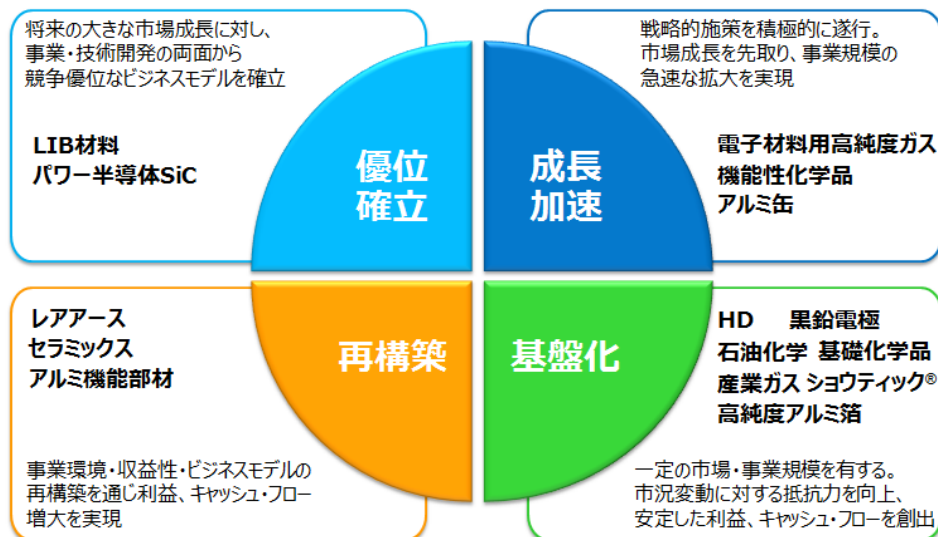 将来の大きな市場成長に対し、
事業・技術開発の両面から
競争優位なビジネスモデルを確立
LIB材料
パワー半導体SiC
優位
確立
戦略的施策を積極的に遂行。
市場成長を先取り、事業規模の
急速な拡大を実現
成長
加速
電子材料用高純度ガス
機能性化学品
アルミ缶
レアアース
セラミックス
アルミ機能部材
再構築
事業環境・収益性・ビジネスモデルの
再構築を通じ利益、キャッシュ・フロー
増大を実現
基盤化
HD 黒鉛電極
石油化学 基礎化学品
産業ガス ショウティック®
高純度アルミ箔
一定の市場・事業規模を有する。
市況変動に対する抵抗力を向上、
安定した利益、キャッシュ・フローを創出